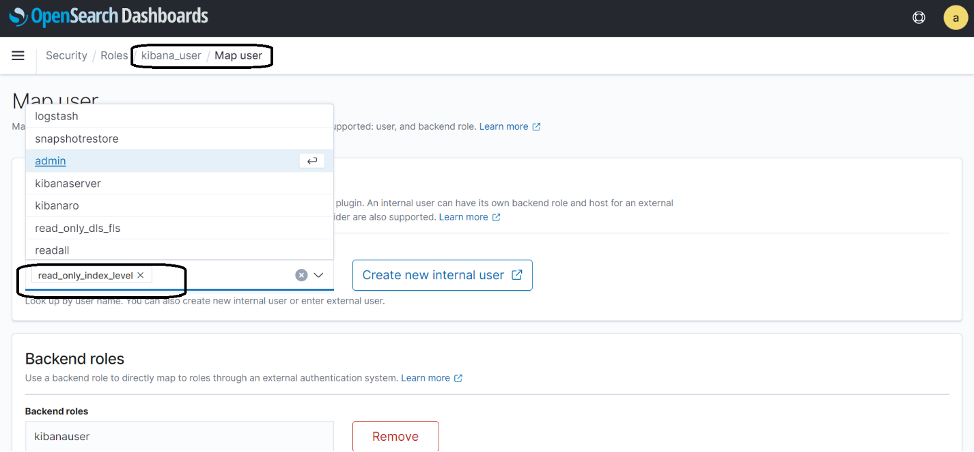 OpenSearch Dashboards
a
Security / Roles / kibana_user / Map user
Map user
logstash
Ma
pported: user, and backend role. Learn more
snapshotrestore
admin
kibanaserver
plugin. An internal user can have its own backend role and host for an external
kibanaro
ider are also supported. Learn more
read_only_dls_fls
readall
read_only_index_level ×
Create new internal user
Look up by user name. You can also create new internal user or enter external user.
Backend roles
Use a backend role to directly map to roles through an external authentication system. Learn more
Backend roles
kibanauser
Remove